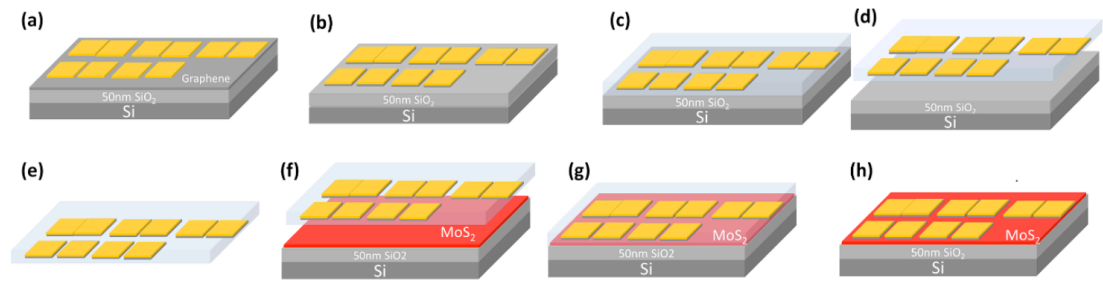 (a)
Graphene
50nm SiO₂
Si
(b)
50nm SiO₂
Si
(c)
50nm SiO₂
Si
(d)
50nm SiO₂
Si
(e)
(f)
MoS₂
50nm SiO2
Si
(g)
MoS₂
50nm SiO2
Si
(h)
MoS₂
50nm SiO₂
Si